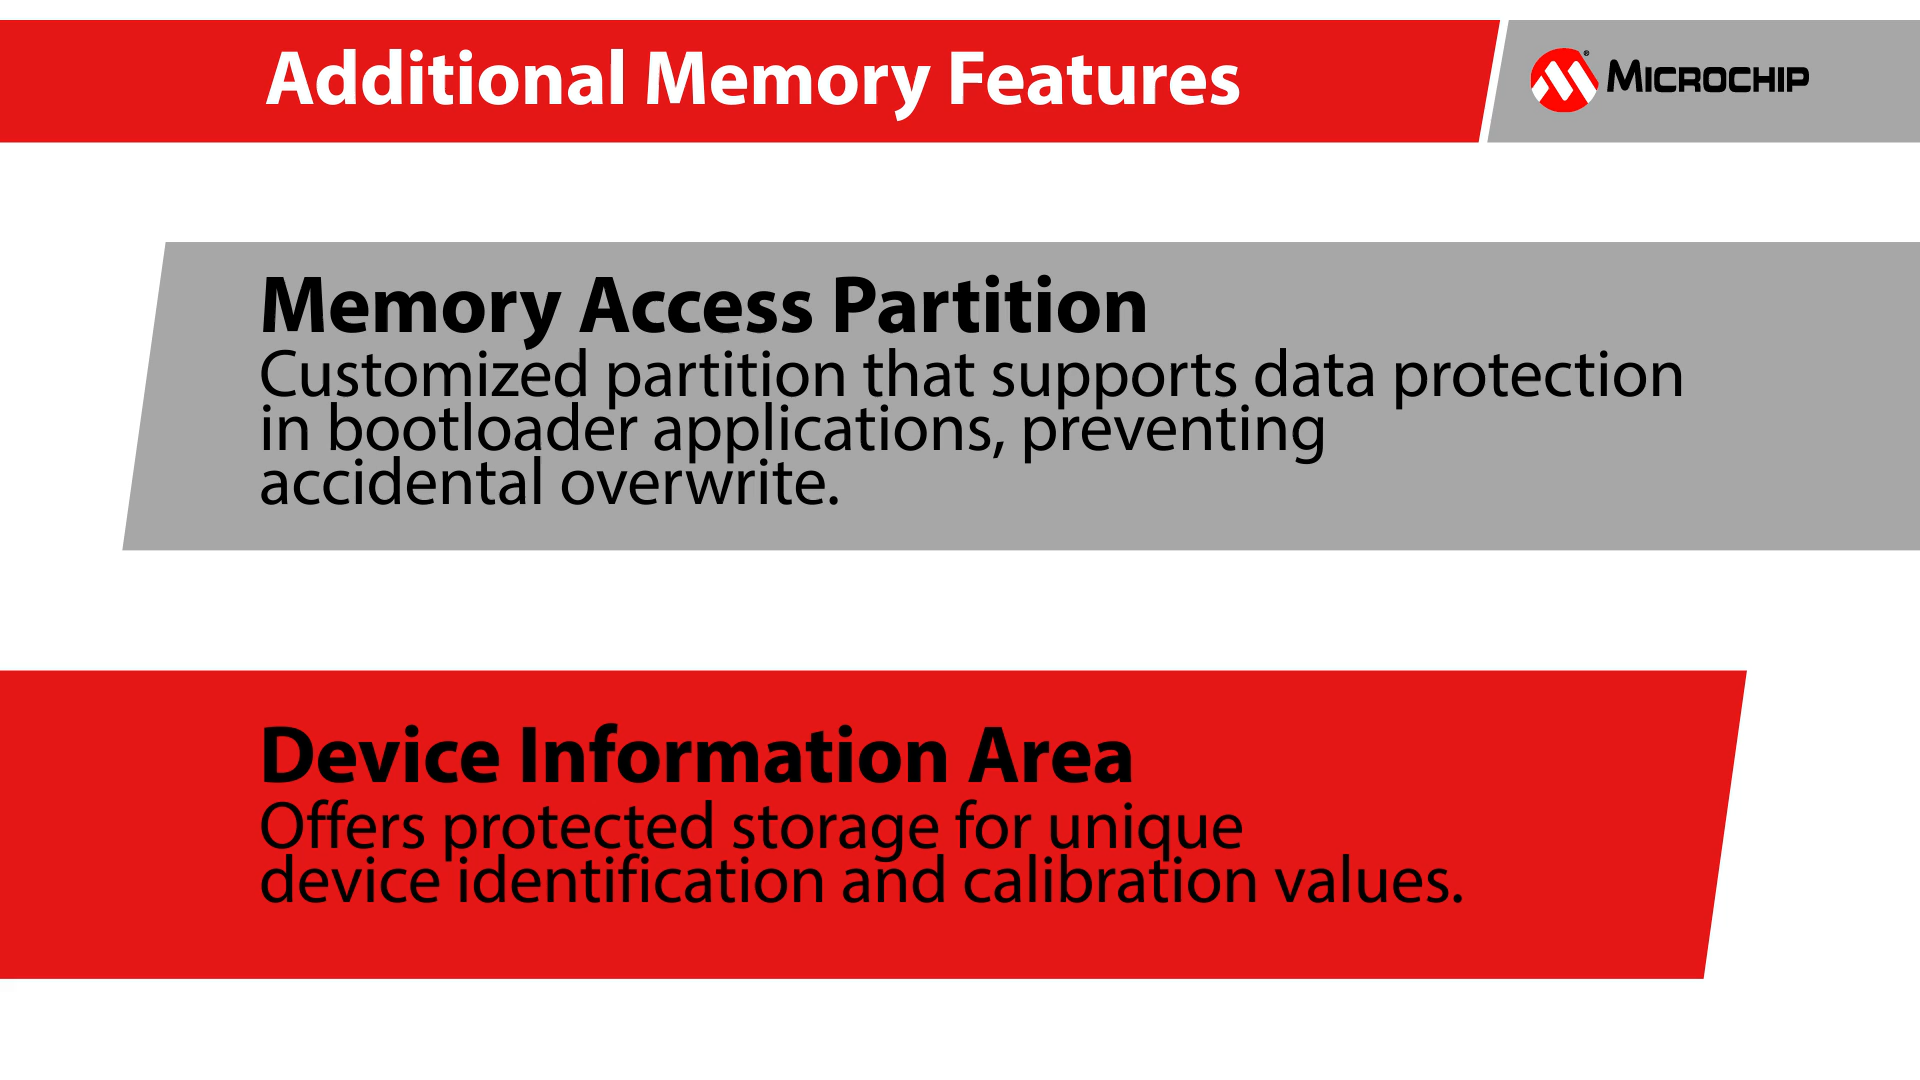 Additional Memory Features
MICROCHIP
Memory Access Partition
Customized partition that supports data protection
in bootloader applications, preventing
accidental overwrite.
Device Information Area
Offers protected storage for unique
device identification and calibration values.